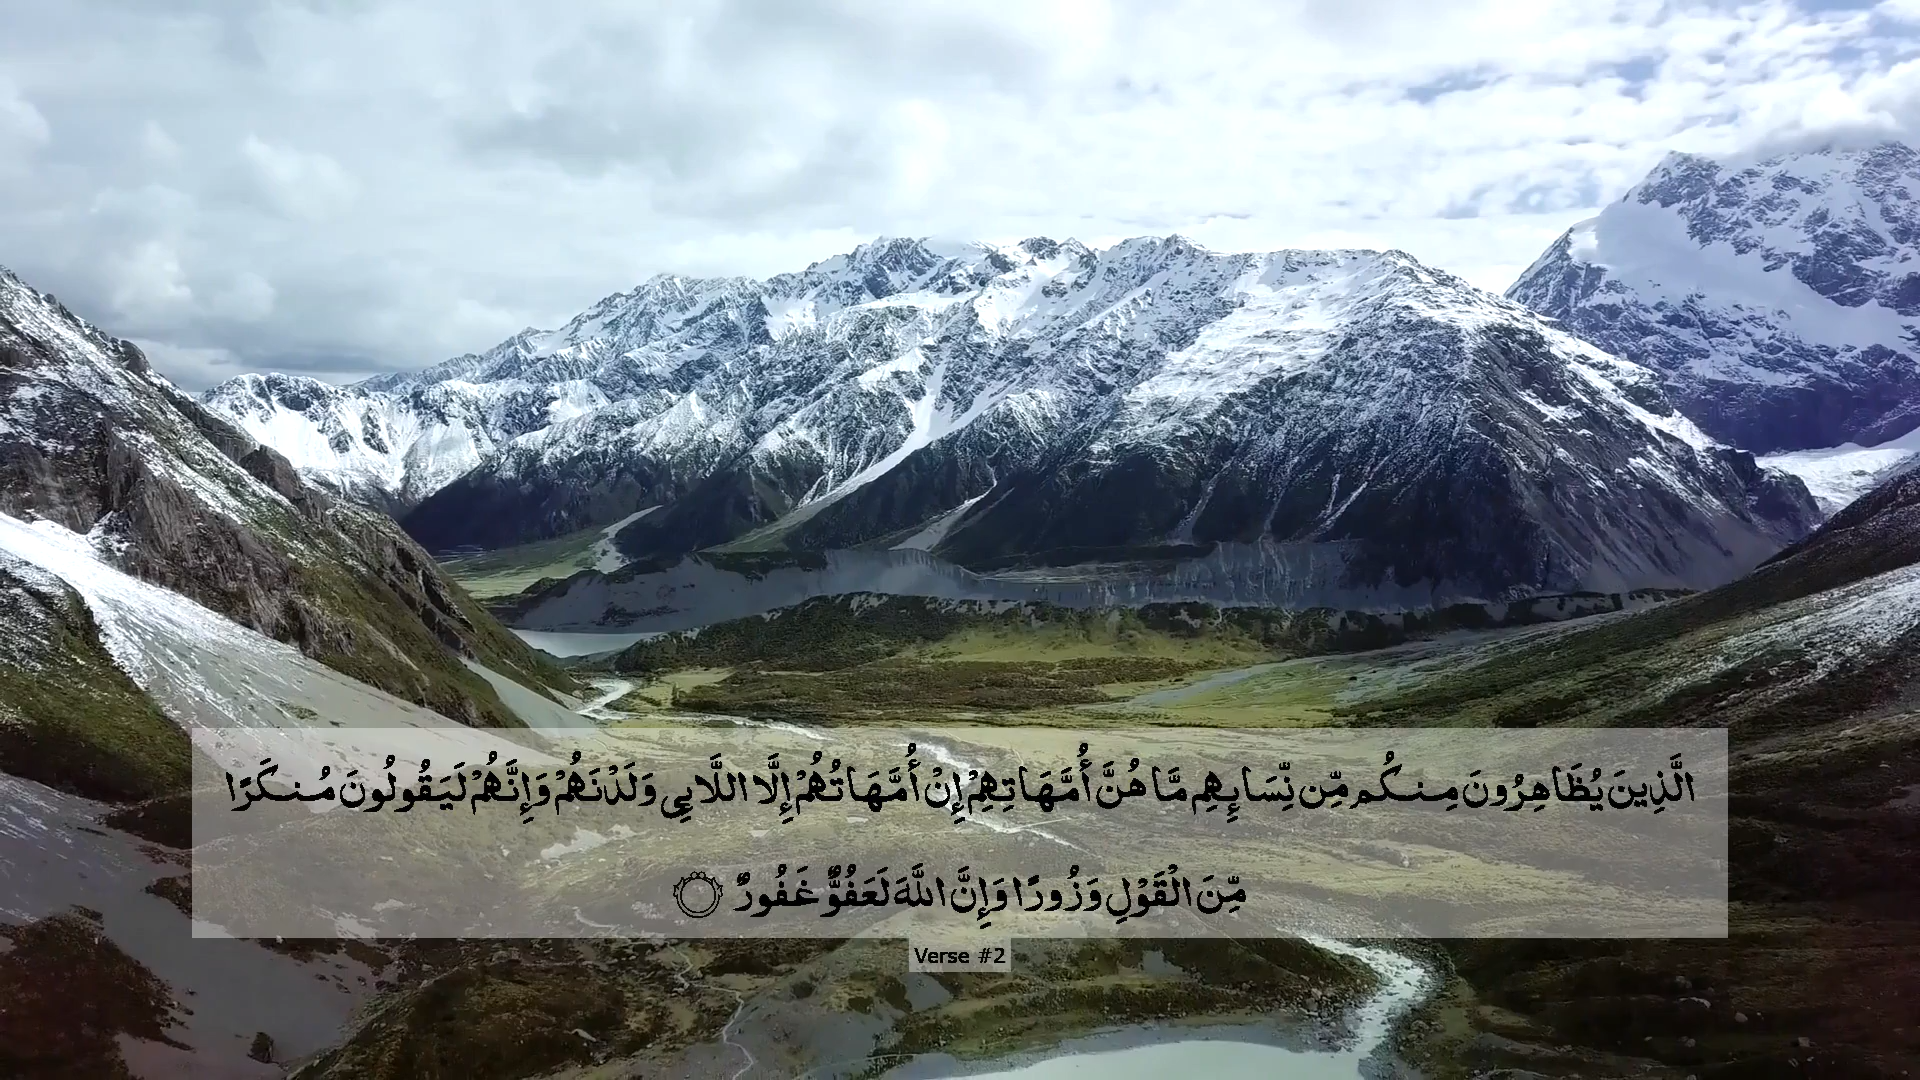 الَّذِينَ يُظَاهِرُونَ مِنكُم مِّن نِّسَائِهِم مَّا هُنَّ أُمَّهَاتِهِمْ إِنْ أُمَّهَاتُهُمْ إِلَّا اللَّائِي وَلَدْنَهُمْ وَإِنَّهُمْ لَيَقُولُونَ مُنكَرًا
مِّنَ الْقَوْلِ وَزُورًا وَإِنَّ اللَّهَ لَعَفُوٌّ غَفُورٌ ۝
Verse #2